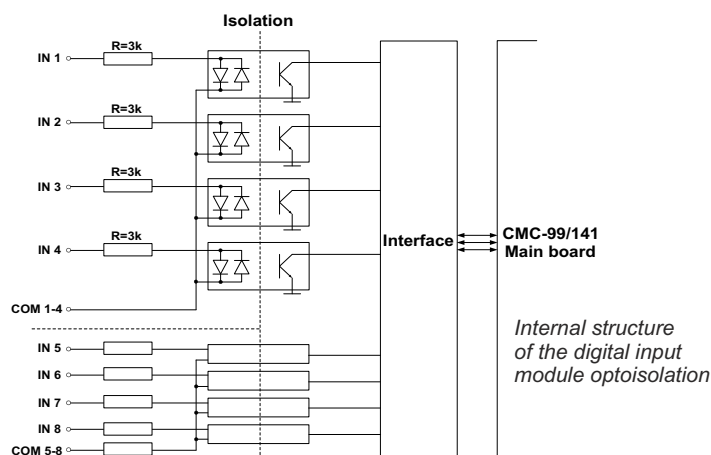 Isolation
IN 1
R=3k
IN 2
R=3k
IN 3
R=3k
IN 4
R=3k
COM 1-4
Interface
CMC-99/141
Main board
IN 5
IN 6
IN 7
IN 8
COM 5-8
Internal structure
of the digital input
module optoisolation